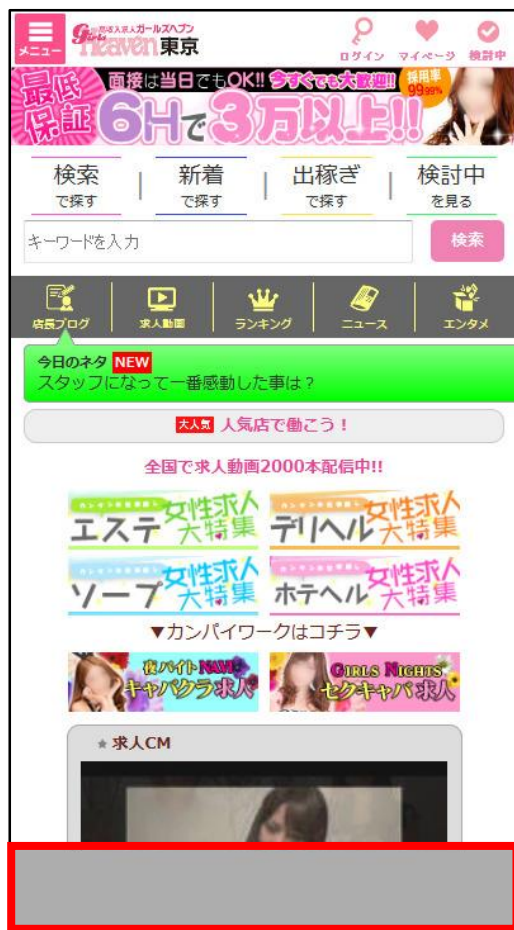 メニュー
ガールズヘブン
Girls Heaven 東京
ログイン マイページ 検討中
最低保証
面接は当日でもOK!! 今すぐでも大歓迎!!
採用率 99.99%
6Hで3万以上!!
検索 で探す
新着 で探す
出稼ぎ で探す
検討中 を見る
キーワードを入力 検索
店長ブログ 求人動画 ランキング ニュース エンタメ
今日のネタ NEW
スタッフになって一番感動した事は？
大人気 人気店で働こう！
全国で求人動画2000本配信中!!
エステ 女性求人大特集
デリヘル 女性求人大特集
ソープ 女性求人大特集
ホテヘル 女性求人大特集
▼カンパイワークはコチラ▼
夜バイトNAVI キャバクラ求人
GIRLS NIGHTS セクキャバ求人
★ 求人CM